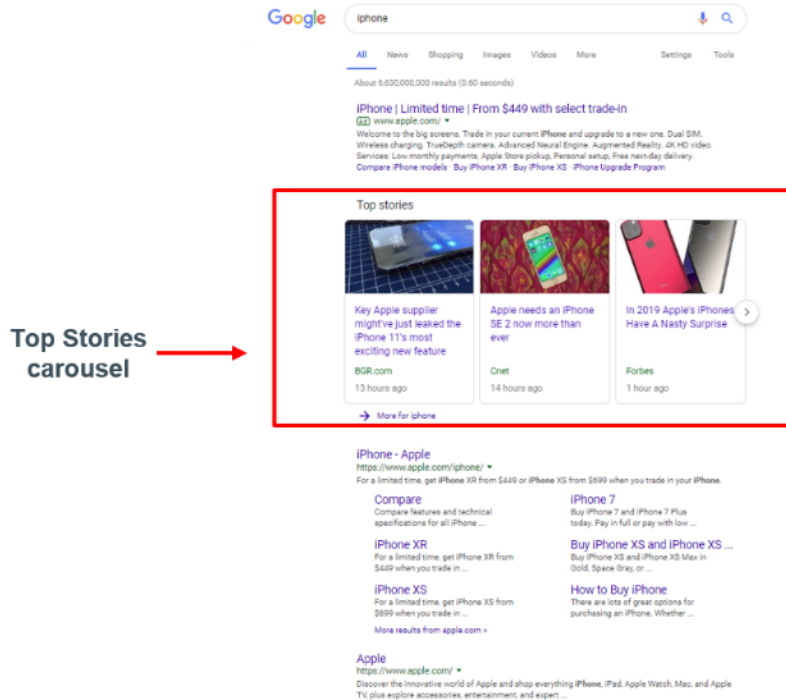 Google
iphone
All News Shopping Images Videos More Settings Tools
About 6,630,000,000 results (0.60 seconds)
iPhone | Limited time | From $449 with select trade-in
Ad www.apple.com/
Welcome to the big screens. Trade in your current iPhone and upgrade to a new one. Dual SIM.
Wireless charging. TrueDepth camera. Advanced Neural Engine. Augmented Reality. 4K HD video.
Services: Low monthly payments, Apple Store pickup, Personal setup, Free next-day delivery.
Compare iPhone models · Buy iPhone XR · Buy iPhone XS · iPhone Upgrade Program
Top Stories
carousel
Top stories
Key Apple supplier
might've just leaked the
iPhone 11's most
exciting new feature
BGR.com
13 hours ago
Apple needs an iPhone
SE 2 now more than
ever
Cnet
14 hours ago
In 2019 Apple's iPhones
Have A Nasty Surprise
Forbes
1 hour ago
More for iphone
iPhone - Apple
https://www.apple.com/iphone/
For a limited time, get iPhone XR from $449 or iPhone XS from $699 when you trade in your iPhone.
Compare
Compare features and technical
specifications for all iPhone ...
iPhone 7
Buy iPhone 7 and iPhone 7 Plus
today. Pay in full or pay with low ...
iPhone XR
For a limited time, get iPhone XR from
$449 when you trade in ...
Buy iPhone XS and iPhone XS ...
Buy iPhone XS and iPhone XS Max in
Gold, Space Gray, or ...
iPhone XS
For a limited time, get iPhone XS from
$699 when you trade in ...
How to Buy iPhone
There are lots of great options for
purchasing an iPhone. Whether ...
More results from apple.com »
Apple
https://www.apple.com/
Discover the innovative world of Apple and shop everything iPhone, iPad, Apple Watch, Mac, and Apple
TV, plus explore accessories, entertainment, and expert ...